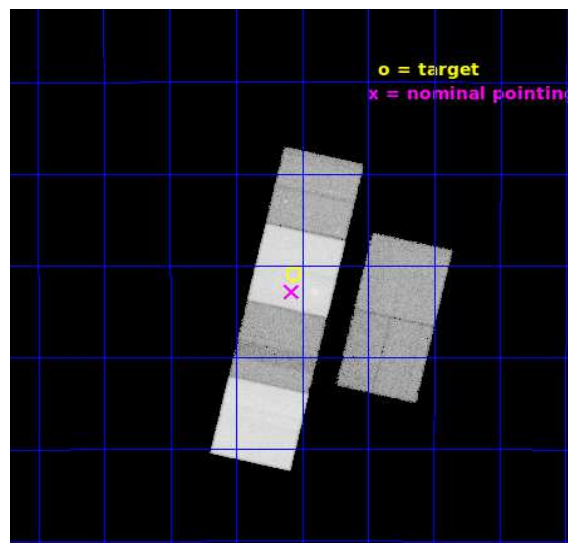 o = target
x = nominal pointing